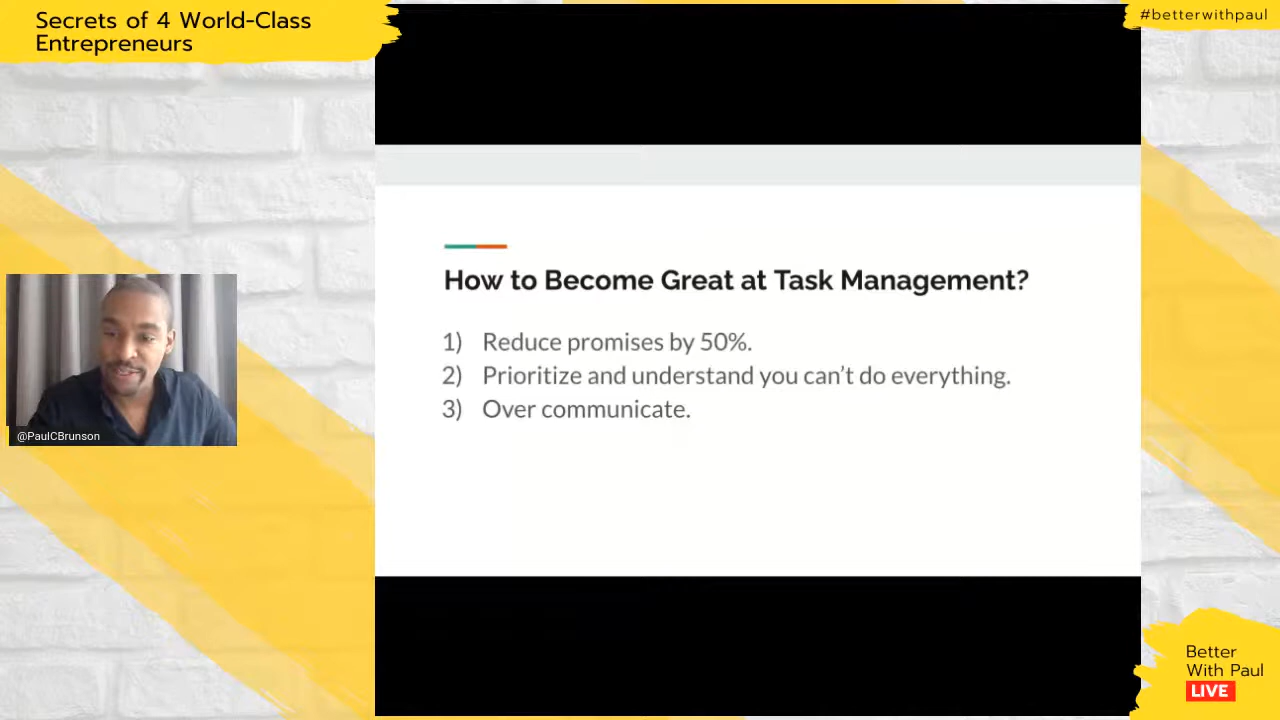 Secrets of 4 World-Class
Entrepreneurs
#betterwithpaul
How to Become Great at Task Management?
1) Reduce promises by 50%.
2) Prioritize and understand you can't do everything.
3) Over communicate.
@PaulCBrunson
Better
With Paul
LIVE